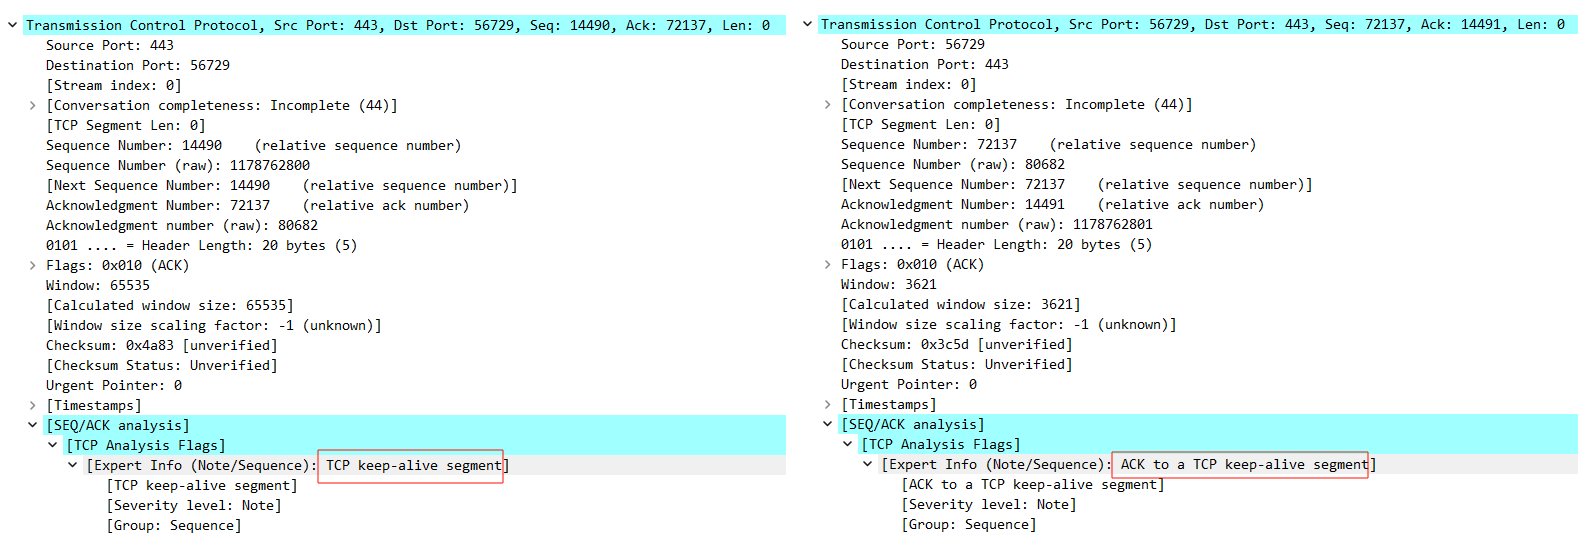 Transmission Control Protocol, Src Port: 443, Dst Port: 56729, Seq: 14490, Ack: 72137, Len: 0
Source Port: 443
Destination Port: 56729
[Stream index: 0]
[Conversation completeness: Incomplete (44)]
[TCP Segment Len: 0]
Sequence Number: 14490    (relative sequence number)
Sequence Number (raw): 1178762800
[Next Sequence Number: 14490    (relative sequence number)]
Acknowledgment Number: 72137    (relative ack number)
Acknowledgment number (raw): 80682
0101 .... = Header Length: 20 bytes (5)
Flags: 0x010 (ACK)
Window: 65535
[Calculated window size: 65535]
[Window size scaling factor: -1 (unknown)]
Checksum: 0x4a83 [unverified]
[Checksum Status: Unverified]
Urgent Pointer: 0
[Timestamps]
[SEQ/ACK analysis]
[TCP Analysis Flags]
[Expert Info (Note/Sequence): TCP keep-alive segment]
[TCP keep-alive segment]
[Severity level: Note]
[Group: Sequence]
Transmission Control Protocol, Src Port: 56729, Dst Port: 443, Seq: 72137, Ack: 14491, Len: 0
Source Port: 56729
Destination Port: 443
[Stream index: 0]
[Conversation completeness: Incomplete (44)]
[TCP Segment Len: 0]
Sequence Number: 72137    (relative sequence number)
Sequence Number (raw): 80682
[Next Sequence Number: 72137    (relative sequence number)]
Acknowledgment Number: 14491    (relative ack number)
Acknowledgment number (raw): 1178762801
0101 .... = Header Length: 20 bytes (5)
Flags: 0x010 (ACK)
Window: 3621
[Calculated window size: 3621]
[Window size scaling factor: -1 (unknown)]
Checksum: 0x3c5d [unverified]
[Checksum Status: Unverified]
Urgent Pointer: 0
[Timestamps]
[SEQ/ACK analysis]
[TCP Analysis Flags]
[Expert Info (Note/Sequence): ACK to a TCP keep-alive segment]
[ACK to a TCP keep-alive segment]
[Severity level: Note]
[Group: Sequence]